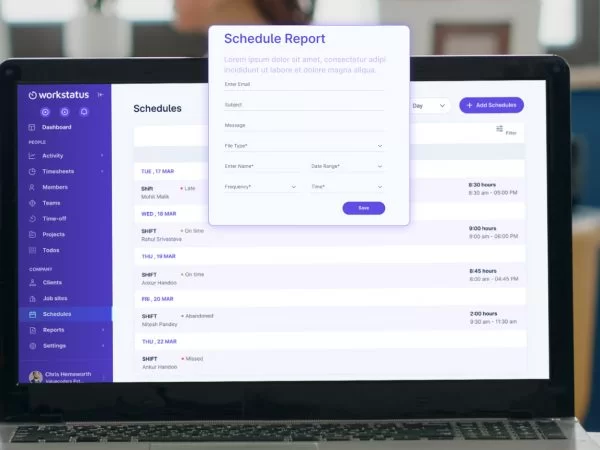 Schedule Report
Lorem ipsum dolor sit amet, consectetur adipi
incididunt ut labore et dolore magna aliqua.
Enter Email
Subject
Message
File Type*
Enter Name*
Date Range*
Frequency*
Time*
Save
workstatus
Dashboard
PEOPLE
Activity
Timesheets
Members
Teams
Time-off
Projects
Todos
COMPANY
Clients
Job sites
Schedules
Reports
Settings
Chris Hemsworth
Schedules
Day
+ Add Schedules
Filter
TUE , 17 MAR
Shift
Late
Mohit Malik
8:30 hours
8:30 am - 05:00 PM
WED , 18 MAR
SHIFT
On time
Rahul Srivastava
9:00 hours
9:00 am - 06:00 PM
THU , 19 MAR
SHIFT
On time
Ankur Handoo
8:45 hours
8:00 am - 04:45 PM
FRI, 20 MAR
SHIFT
Abandoned
Nitesh Pandey
2:00 hours
9:30 am - 11:30 am
THU , 22 MAR
SHIFT
Missed
Ankur Handoo